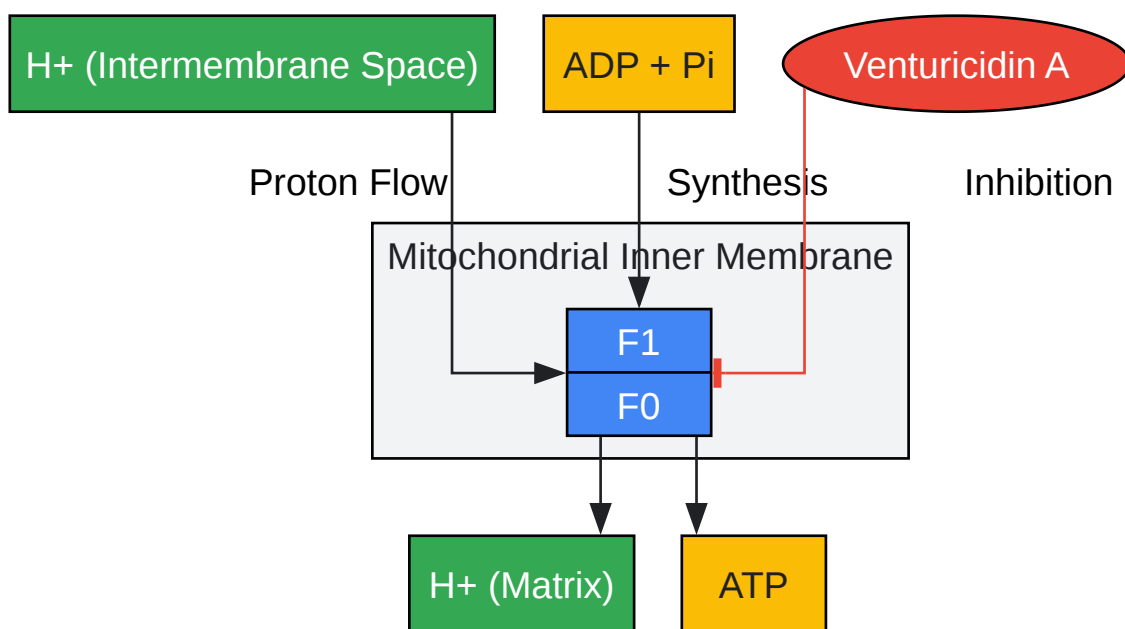 H+ (Intermembrane Space)
ADP + Pi
Venturicidin A
Proton Flow
Synthesis
Inhibition
Mitochondrial Inner Membrane
F1
F0
H+ (Matrix)
ATP